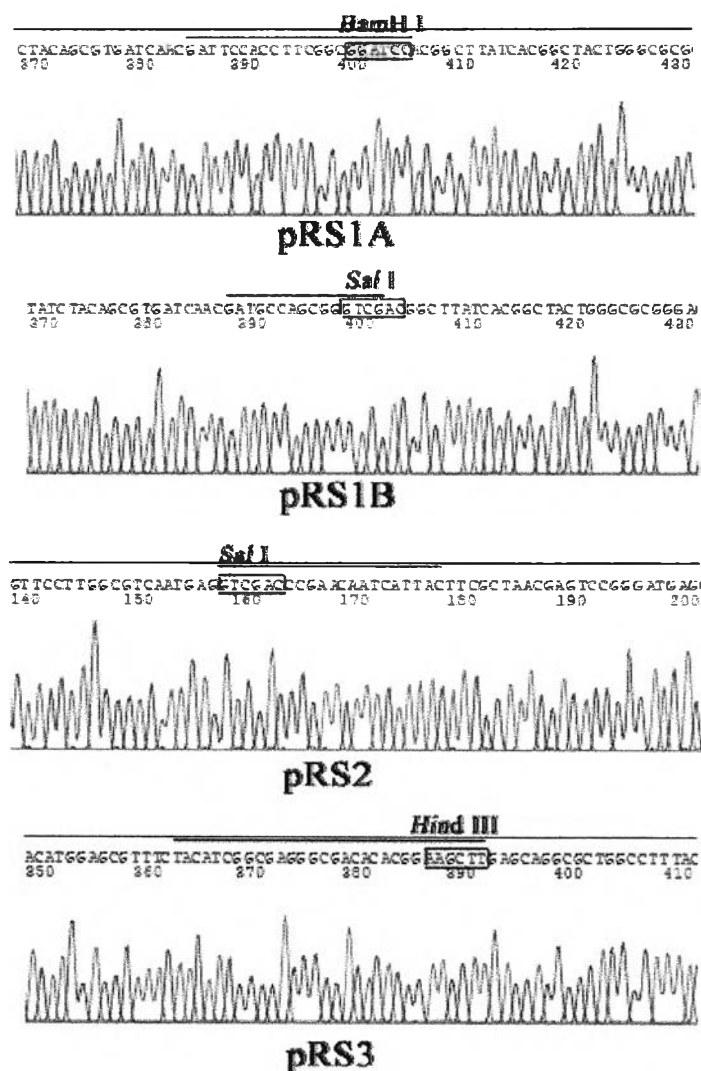 BamH I
CTACAGCGTGATCAACGATTCCACCTTCGGCGGATCCACGGCTTATCACGGCTACTGGGCGCG
370 380 390 400 410 420 430
pRS1A
Sal I
TATCTACAGCGTGATCAACGATGCCAGCGGGTCGACGGCTTATCACGGCTACTGGGCGCGGGA
370 380 390 400 410 420 430
pRS1B
Sal I
GTTCCTTGGCGTCAATGAGGTCGACCCGAACAATCATTACTTCGCTAACGAGTCCGGGATGAG
140 150 160 170 180 190 200
pRS2
Hind III
ACATGGAGCGTTTCTACATCGGCGAGGGCGACACACGGAAGCTTGAGCAGGCGCTGGCCTTTAC
350 360 370 380 390 400 410
pRS3